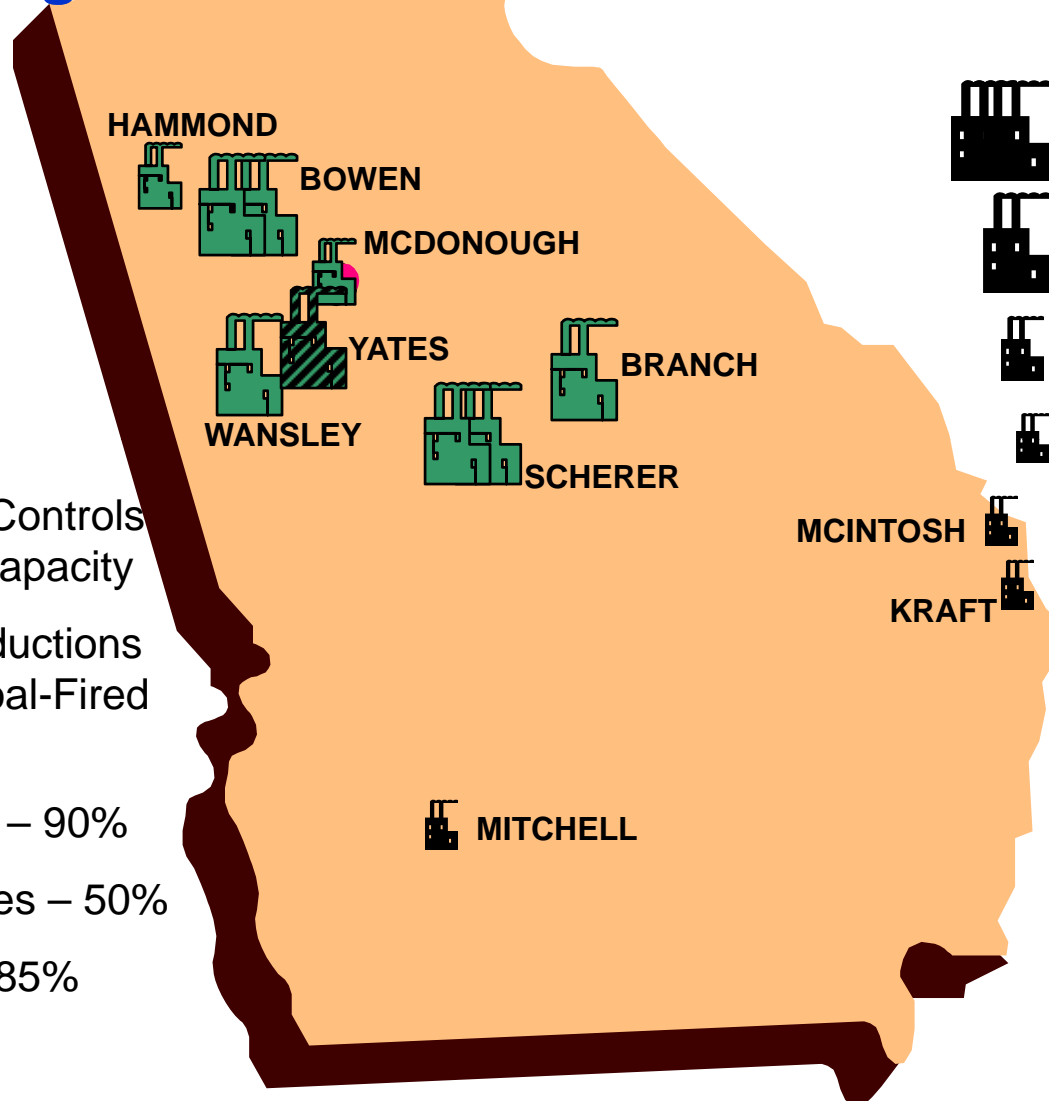 HAMMOND
BOWEN
MCDONOUGH
YATES
BRANCH
WANSLEY
SCHERER
Controls
apacity
MCINTOSH
KRAFT
ductions
oal-Fired
– 90%
MITCHELL
es – 50%
85%